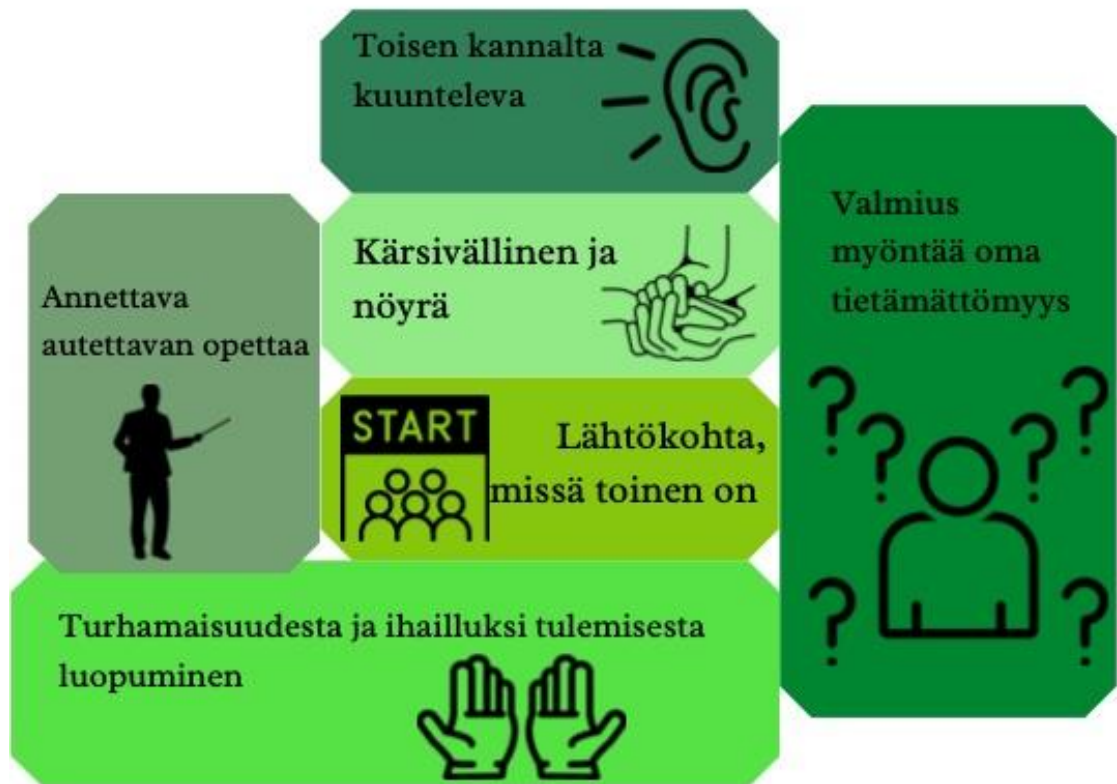 Toisen kannalta
kuunteleva
Kärsivällinen ja
nöyrä
Annettava
autettavan opettaa
START
Lähtökohta,
missä toinen on
Valmius
myöntää oma
tietämättömyys
? ? ? ? ? ?
Turhamaisuudesta ja ihailluksi tulemisesta
luopuminen